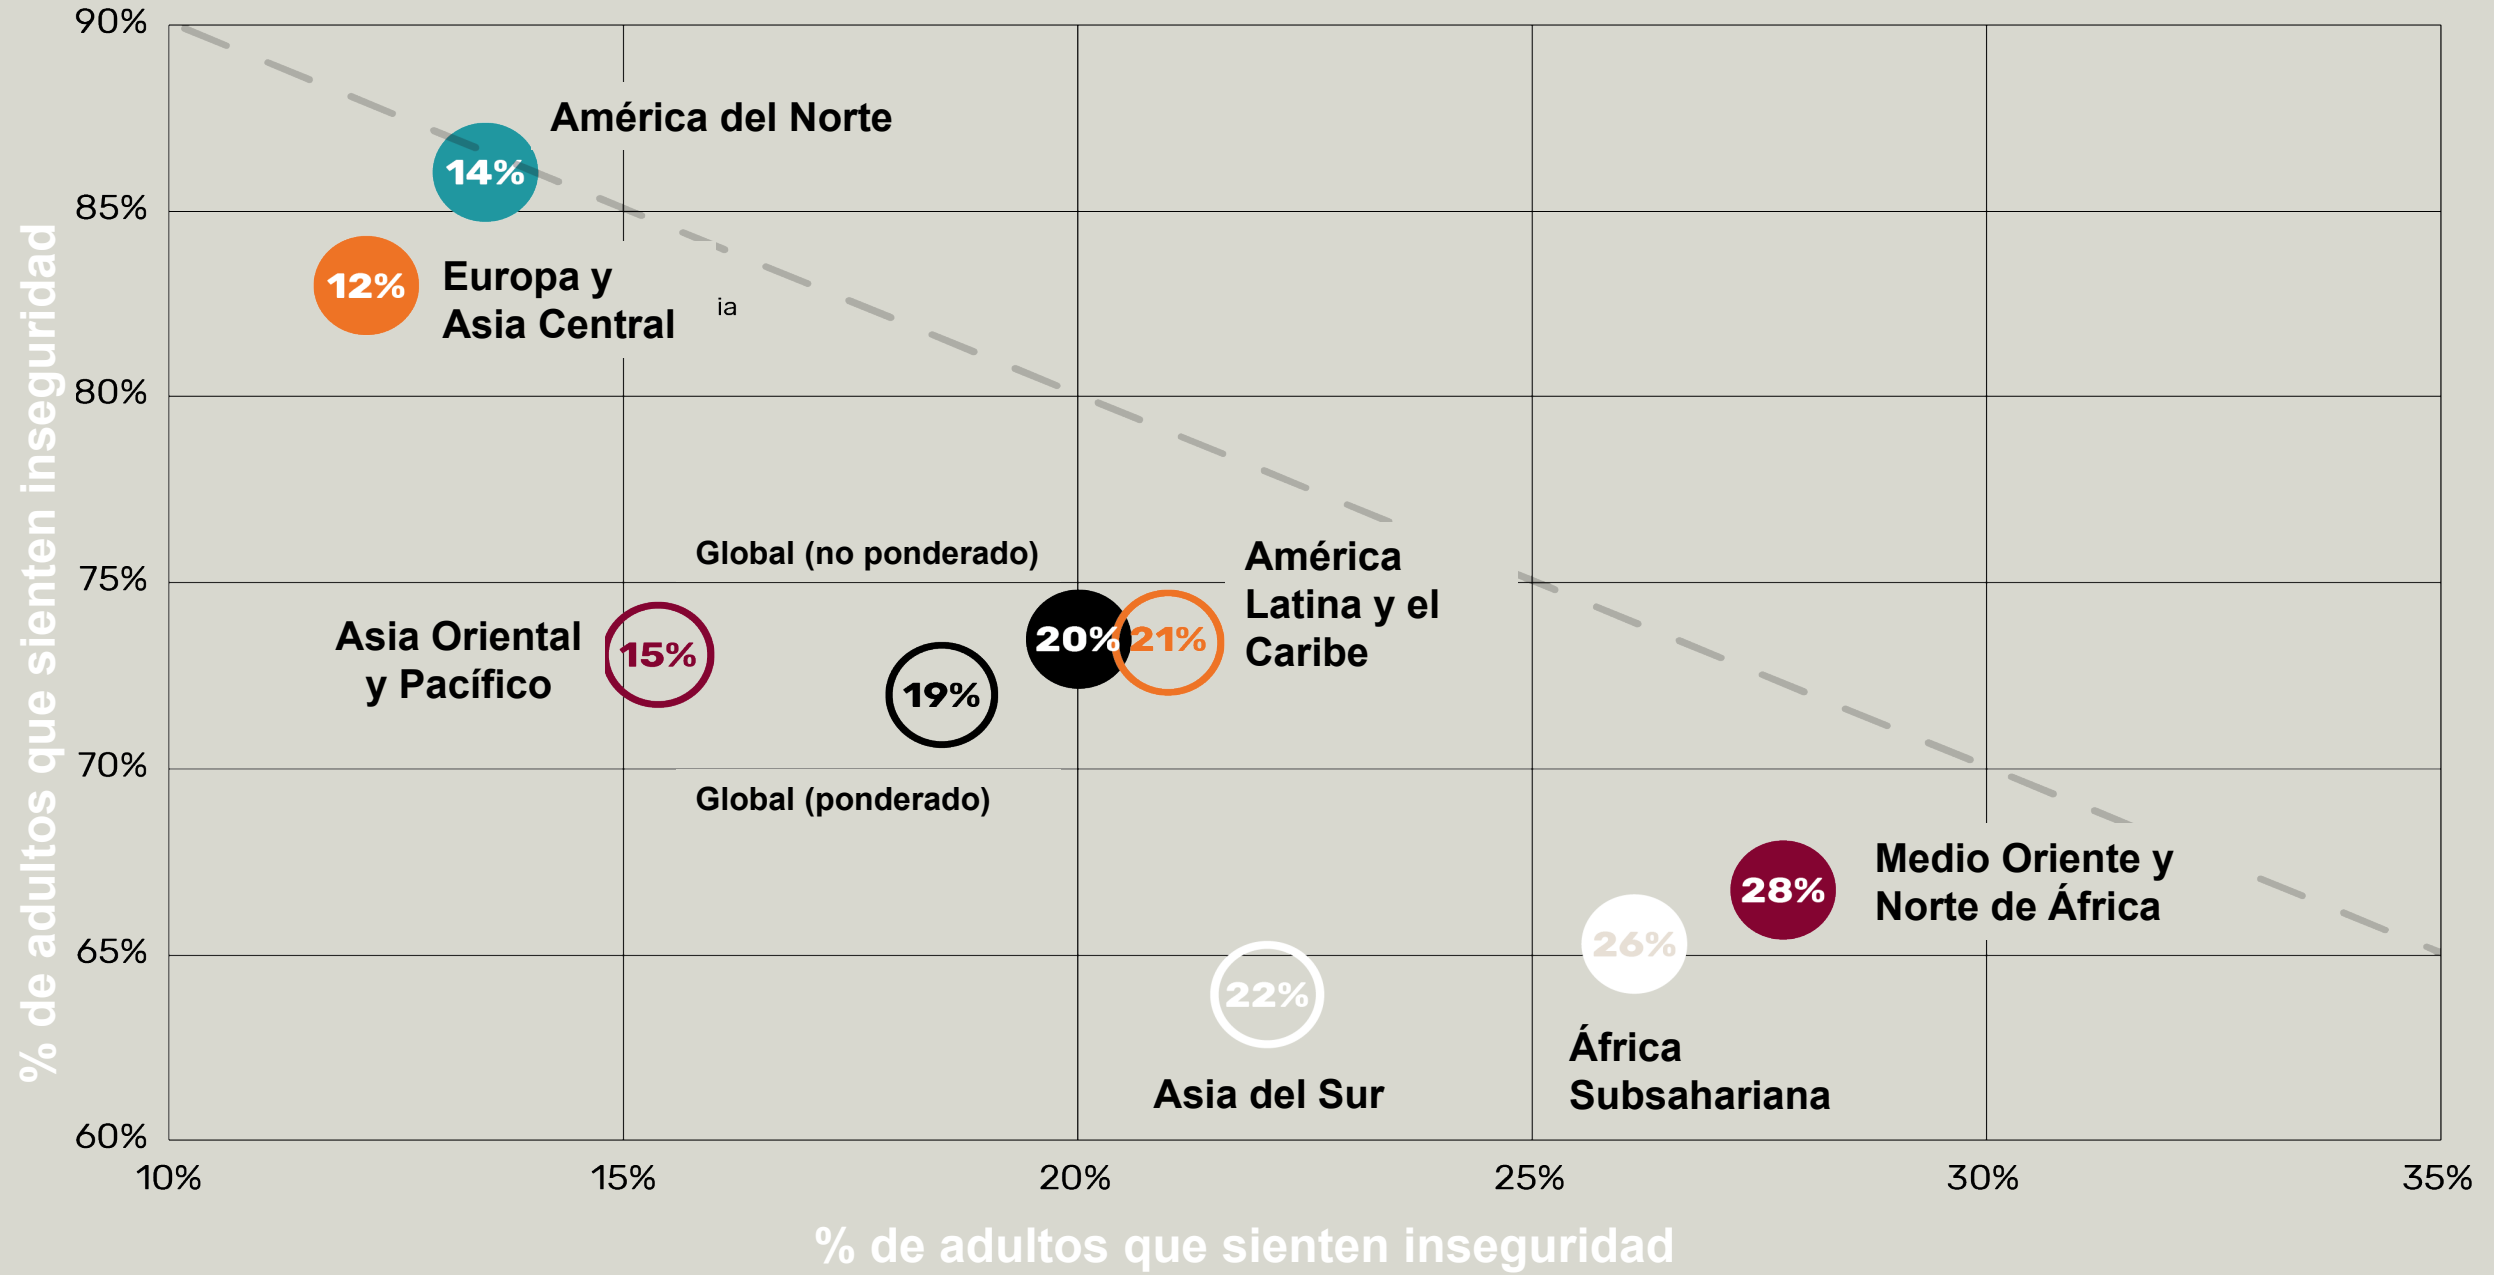 90%
América del Norte
14%
85%
Europa y
Asia Central
ia
12%
80%
Global (no ponderado)
América
Latina y el
Caribe
75%
Asia Oriental
y Pacífico
15%
20%
21%
19%
70%
Global (ponderado)
Medio Oriente y
Norte de África
28%
26%
65%
22%
África
Subsahariana
Asia del Sur
60%
10%
15%
20%
25%
30%
35%
% de adultos que sienten inseguridad
% de adultos que sienten inseguridad